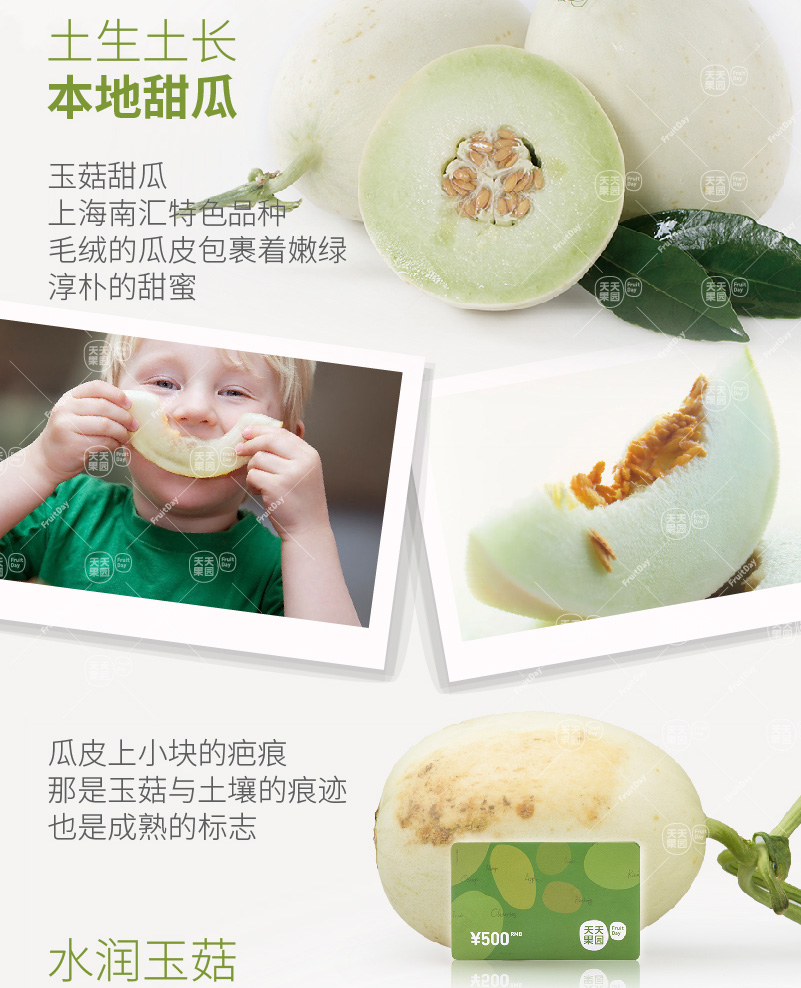 土生土长
本地甜瓜
玉菇甜瓜
上海南汇特色品种
毛绒的瓜皮包裹着嫩绿
淳朴的甜蜜
瓜皮上小块的疤痕
那是玉菇与土壤的痕迹
也是成熟的标志
¥500RMB
天天果园
FruitDay
水润玉菇